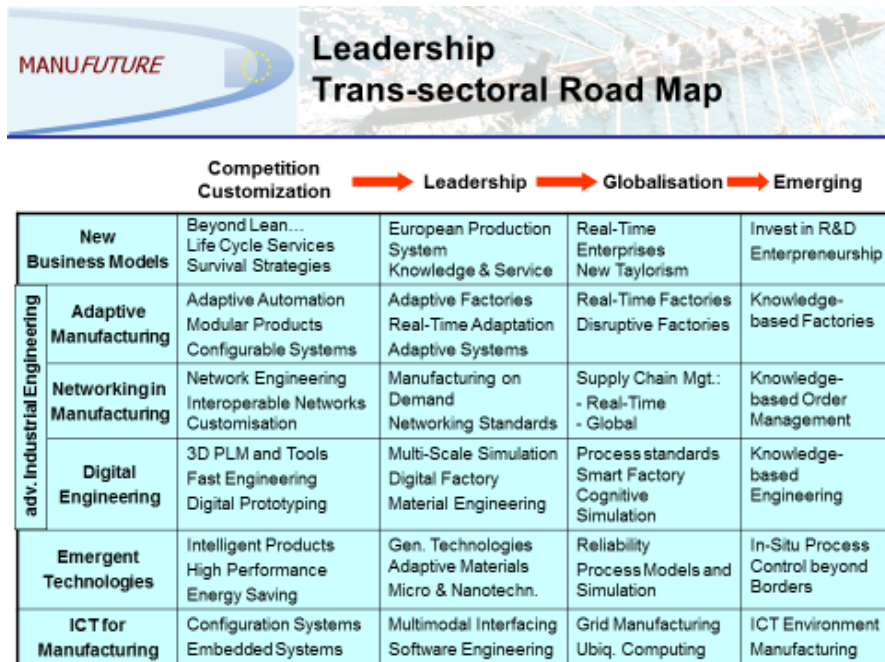 MANUFUTURE
Leadership
Trans-sectoral Road Map
Competition
Customization
Leadership
Globalisation
Emerging
New
Business Models
Beyond Lean…
Life Cycle Services
Survival Strategies
European Production
System
Knowledge & Service
Real-Time
Enterprises
New Taylorism
Invest in R&D
Enterpreneurship
adv. Industrial Engineering
Adaptive
Manufacturing
Adaptive Automation
Modular Products
Configurable Systems
Adaptive Factories
Real-Time Adaptation
Adaptive Systems
Real-Time Factories
Disruptive Factories
Knowledge-
based Factories
Networking in
Manufacturing
Network Engineering
Interoperable Networks
Customisation
Manufacturing on
Demand
Networking Standards
Supply Chain Mgt.:
- Real-Time
- Global
Knowledge-
based Order
Management
Digital
Engineering
3D PLM and Tools
Fast Engineering
Digital Prototyping
Multi-Scale Simulation
Digital Factory
Material Engineering
Process standards
Smart Factory
Cognitive
Simulation
Knowledge-
based
Engineering
Emergent
Technologies
Intelligent Products
High Performance
Energy Saving
Gen. Technologies
Adaptive Materials
Micro & Nanotechn.
Reliability
Process Models and
Simulation
In-Situ Process
Control beyond
Borders
ICT for
Manufacturing
Configuration Systems
Embedded Systems
Multimodal Interfacing
Software Engineering
Grid Manufacturing
Ubiq. Computing
ICT Environment
Manufacturing